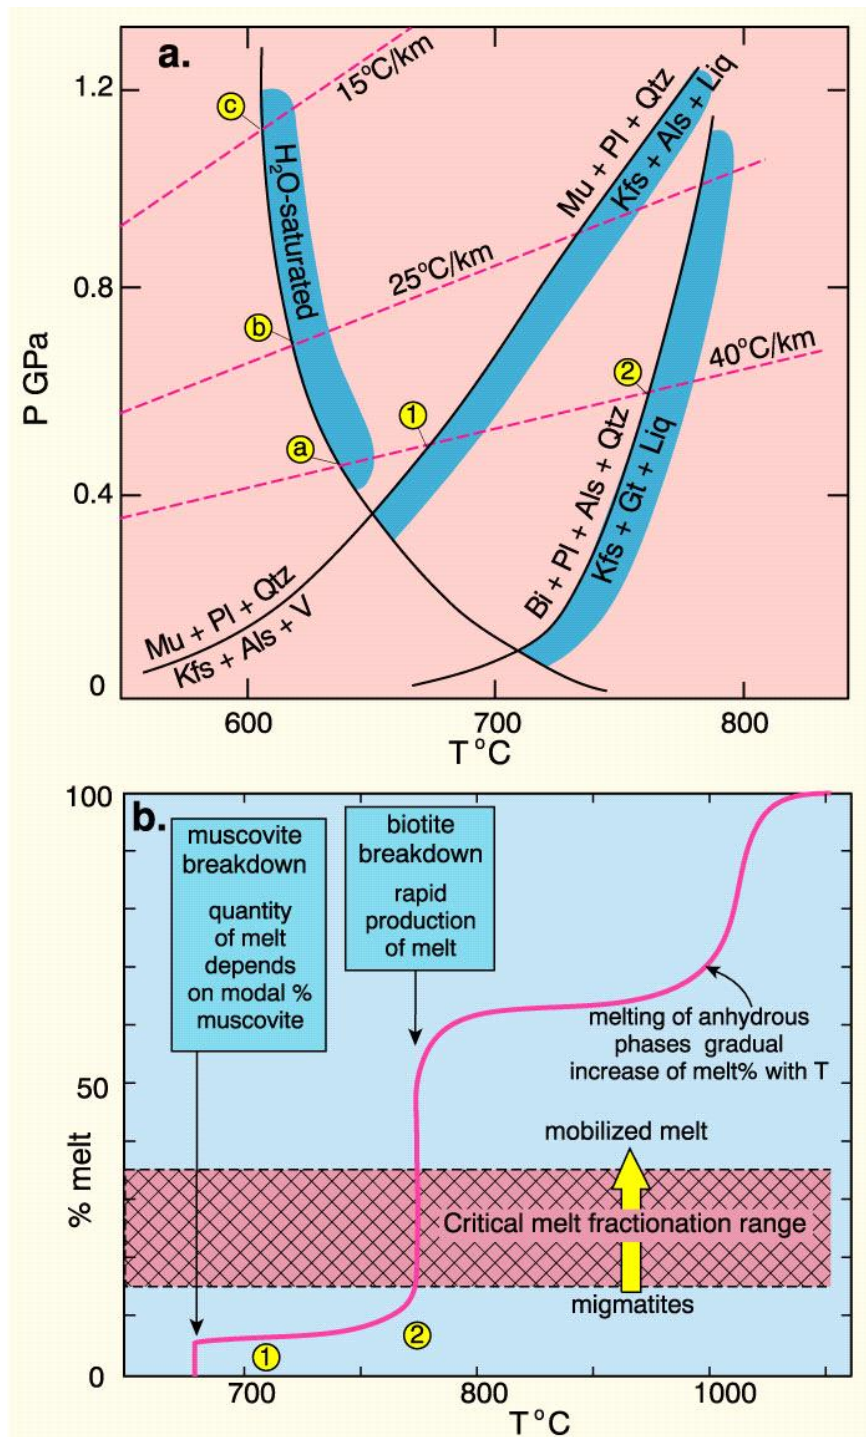 a.
15°C/km
1.2
c
H₂O-saturated
Mu + Pl + Qtz
Kfs + Als + Liq
25°C/km
0.8
b
40°C/km
2
1
a
P GPa
0.4
Bi + Pl + Als + Qtz
Kfs + Gt + Liq
Mu + Pl + Qtz
Kfs + Als + V
0
600
700
800
T °C
100
b.
muscovite
breakdown
quantity
of melt
depends
on modal %
muscovite
biotite
breakdown
rapid
production
of melt
melting of anhydrous
phases gradual
increase of melt% with T
50
mobilized melt
% melt
Critical melt fractionation range
migmatites
1
2
0
700
800
1000
T °C